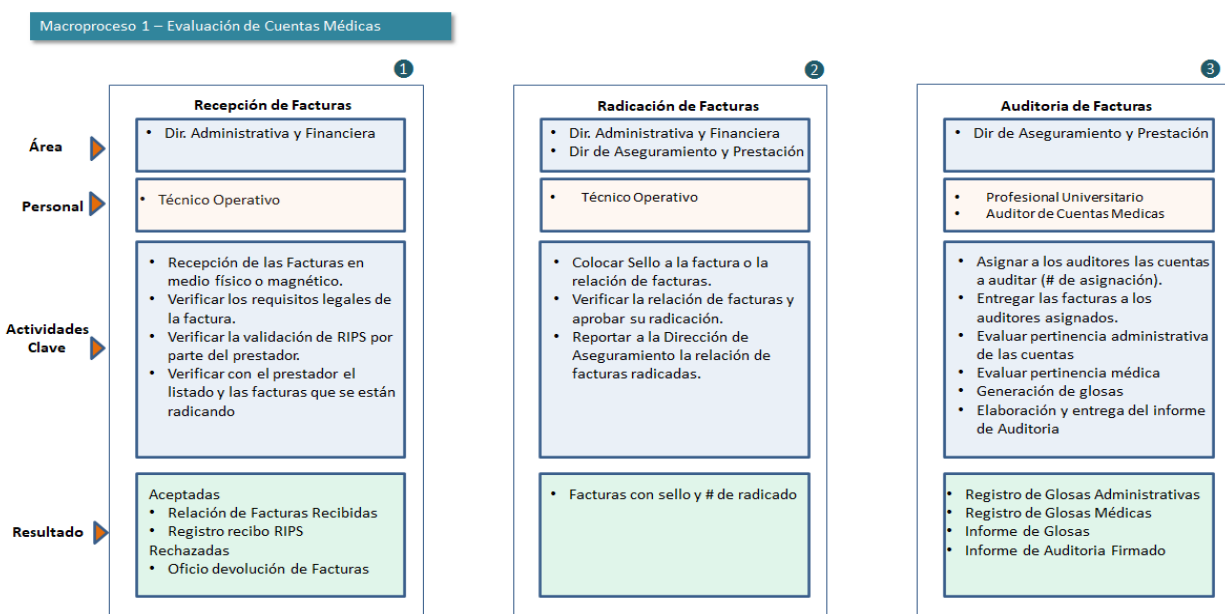 Macroproceso 1 – Evaluación de Cuentas Médicas
1
2
3
Recepción de Facturas
Radicación de Facturas
Auditoria de Facturas
Área
• Dir. Administrativa y Financiera
• Dir. Administrativa y Financiera
• Dir de Aseguramiento y Prestación
• Dir de Aseguramiento y Prestación
Personal
• Técnico Operativo
• Técnico Operativo
• Profesional Universitario
• Auditor de Cuentas Medicas
Actividades
Clave
• Recepción de las Facturas en
medio físico o magnético.
• Verificar los requisitos legales de
la factura.
• Verificar la validación de RIPS por
parte del prestador.
• Verificar con el prestador el
listado y las facturas que se están
radicando
• Colocar Sello a la factura o la
relación de facturas.
• Verificar la relación de facturas y
aprobar su radicación.
• Reportar a la Dirección de
Aseguramiento la relación de
facturas radicadas.
• Asignar a los auditores las cuentas
a auditar (# de asignación).
• Entregar las facturas a los
auditores asignados.
• Evaluar pertinencia administrativa
de las cuentas
• Evaluar pertinencia médica
• Generación de glosas
• Elaboración y entrega del informe
de Auditoria
Resultado
Aceptadas
• Relación de Facturas Recibidas
• Registro recibo RIPS
Rechazadas
• Oficio devolución de Facturas
• Facturas con sello y # de radicado
• Registro de Glosas Administrativas
• Registro de Glosas Médicas
• Informe de Glosas
• Informe de Auditoria Firmado